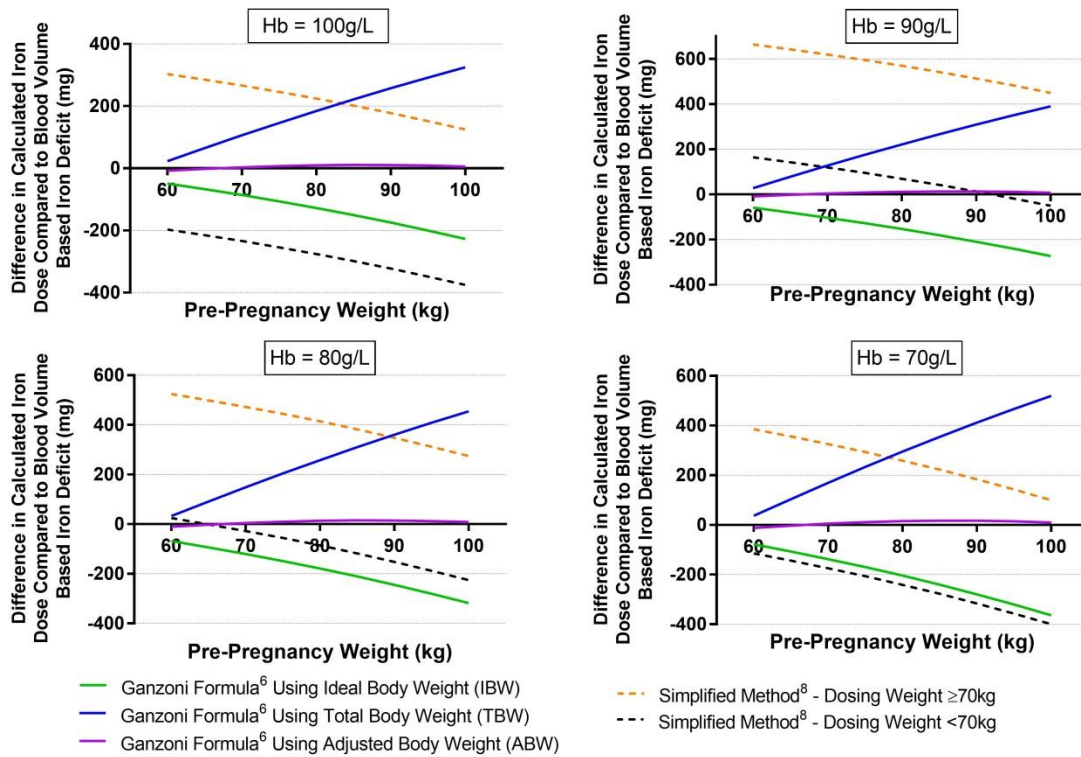 Hb = 100g/L
Difference in Calculated Iron
Dose Compared to Blood Volume
Based Iron Deficit (mg)
400
200
0
-200
-400
60
70
80
90
100
Pre-Pregnancy Weight (kg)
Hb = 90g/L
Difference in Calculated Iron
Dose Compared to Blood Volume
Based Iron Deficit (mg)
600
400
200
0
-200
-400
60
70
80
90
100
Pre-Pregnancy Weight (kg)
Hb = 80g/L
Difference in Calculated Iron
Dose Compared to Blood Volume
Based Iron Deficit (mg)
600
400
200
0
-200
-400
60
70
80
90
100
Pre-Pregnancy Weight (kg)
Hb = 70g/L
Difference in Calculated Iron
Dose Compared to Blood Volume
Based Iron Deficit (mg)
600
400
200
0
-200
-400
60
70
80
90
100
Pre-Pregnancy Weight (kg)
Ganzoni Formula⁶ Using Ideal Body Weight (IBW)
Ganzoni Formula⁶ Using Total Body Weight (TBW)
Ganzoni Formula⁶ Using Adjusted Body Weight (ABW)
Simplified Method⁸ - Dosing Weight ≥70kg
Simplified Method⁸ - Dosing Weight <70kg